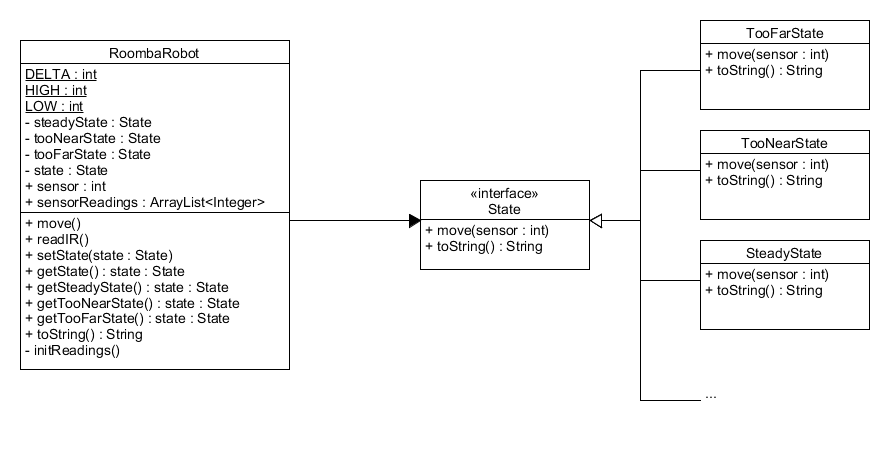 RoombaRobot
DELTA : int
HIGH : int
LOW : int
- steadyState : State
- tooNearState : State
- tooFarState : State
- state : State
+ sensor : int
+ sensorReadings : ArrayList<Integer>
+ move()
+ readIR()
+ setState(state : State)
+ getState() : state : State
+ getSteadyState() : state : State
+ getTooNearState() : state : State
+ getTooFarState() : state : State
+ toString() : String
- initReadings()
«interface»
State
+ move(sensor : int)
+ toString() : String
TooFarState
+ move(sensor : int)
+ toString() : String
TooNearState
+ move(sensor : int)
+ toString() : String
SteadyState
+ move(sensor : int)
+ toString() : String
...